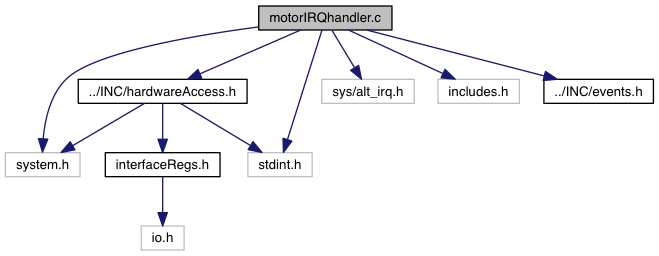 motorIRQhandler.c
../INC/hardwareAccess.h
sys/alt_irq.h
includes.h
../INC/events.h
system.h
interfaceRegs.h
stdint.h
io.h